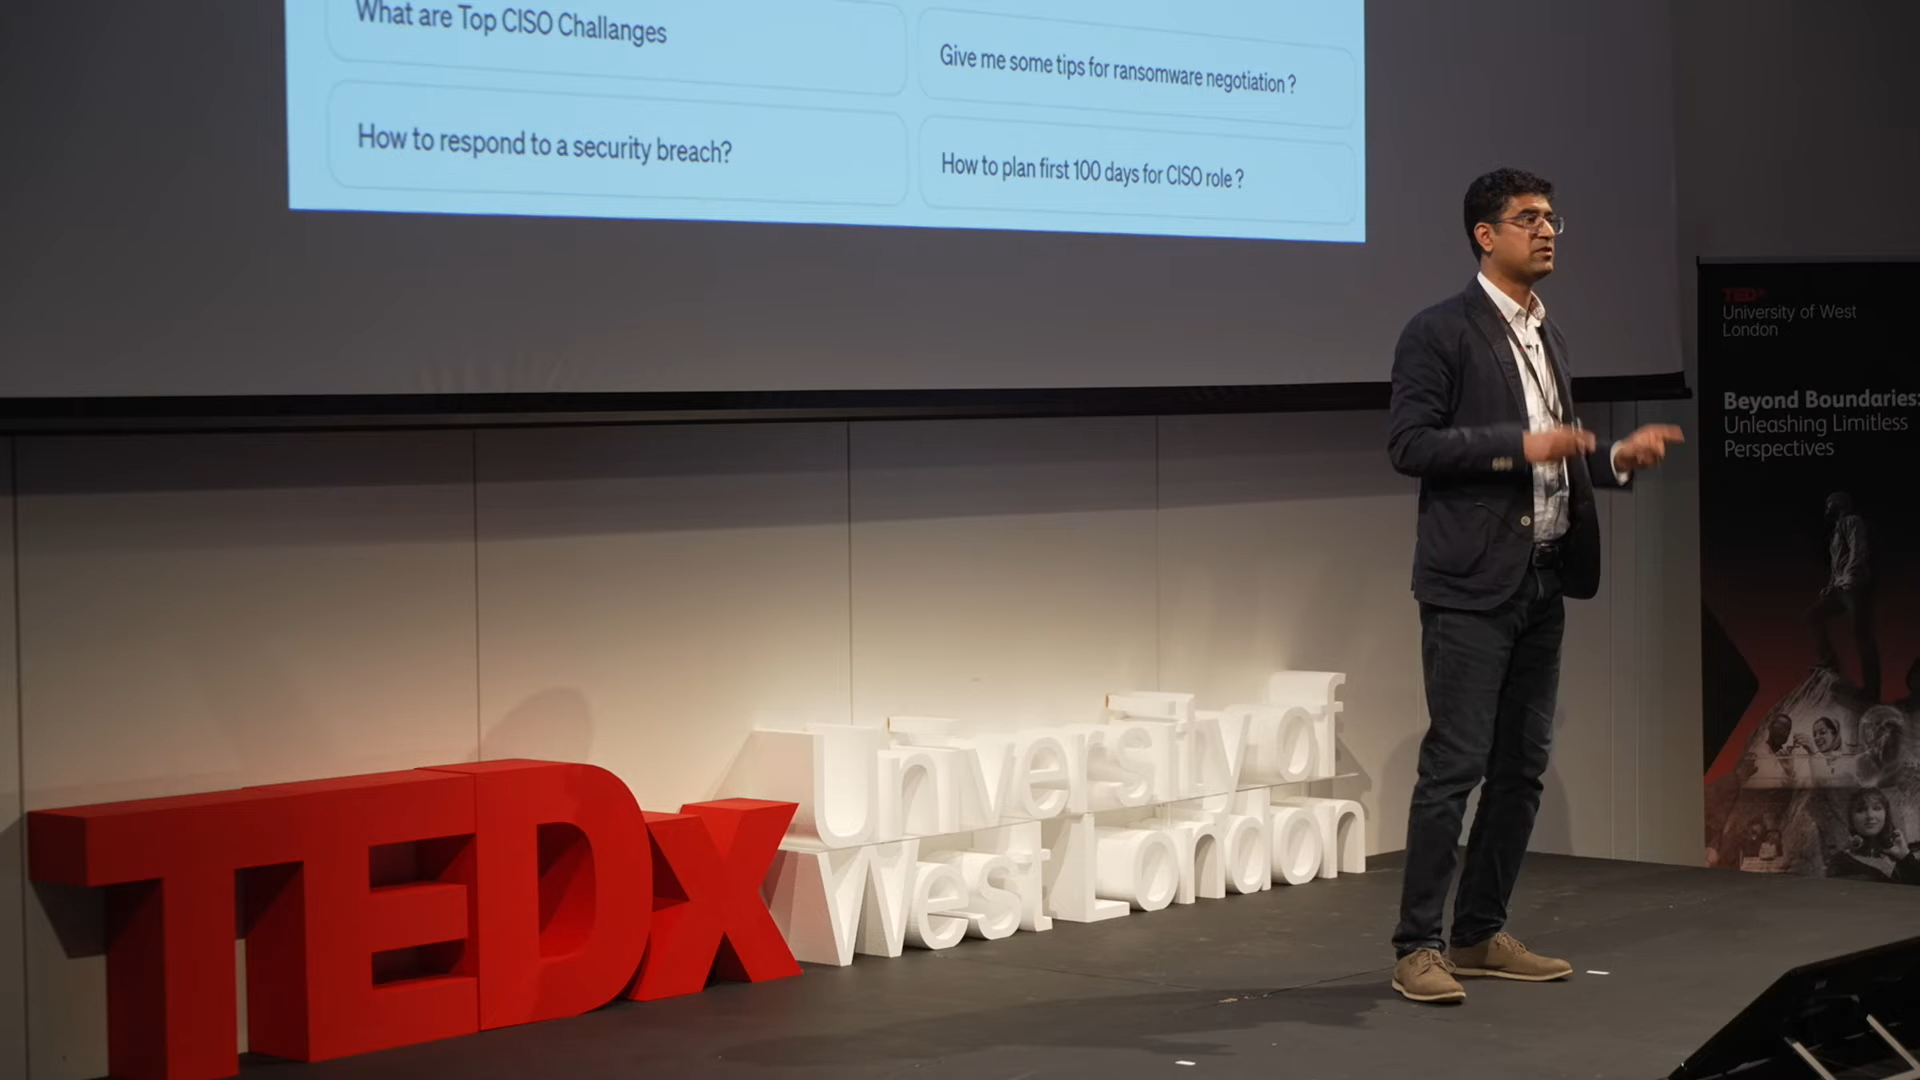 What are Top CISO Challanges
Give me some tips for ransomware negotiation ?
How to respond to a security breach?
How to plan first 100 days for CISO role ?
TEDx
University of West
London
Beyond Boundaries:
Unleashing Limitless
Perspectives
TEDx
University of
West London